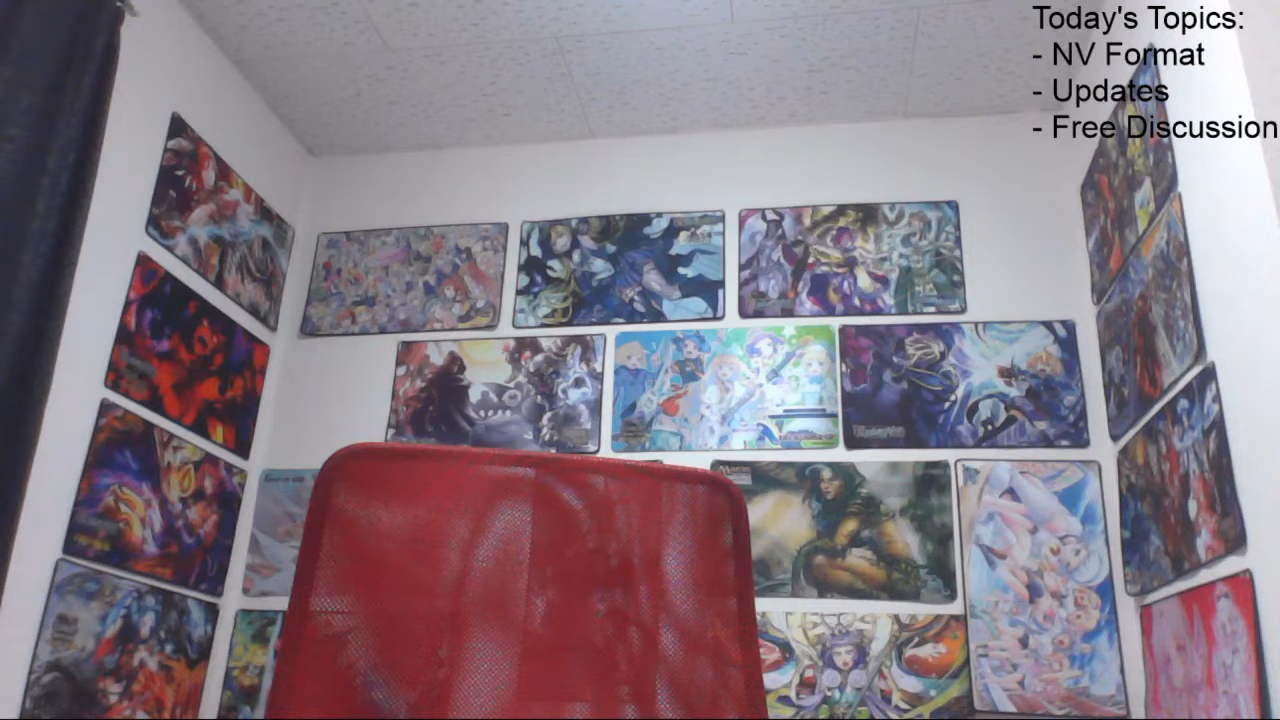 Today's Topics:
- NV Format
- Updates
- Free Discussion